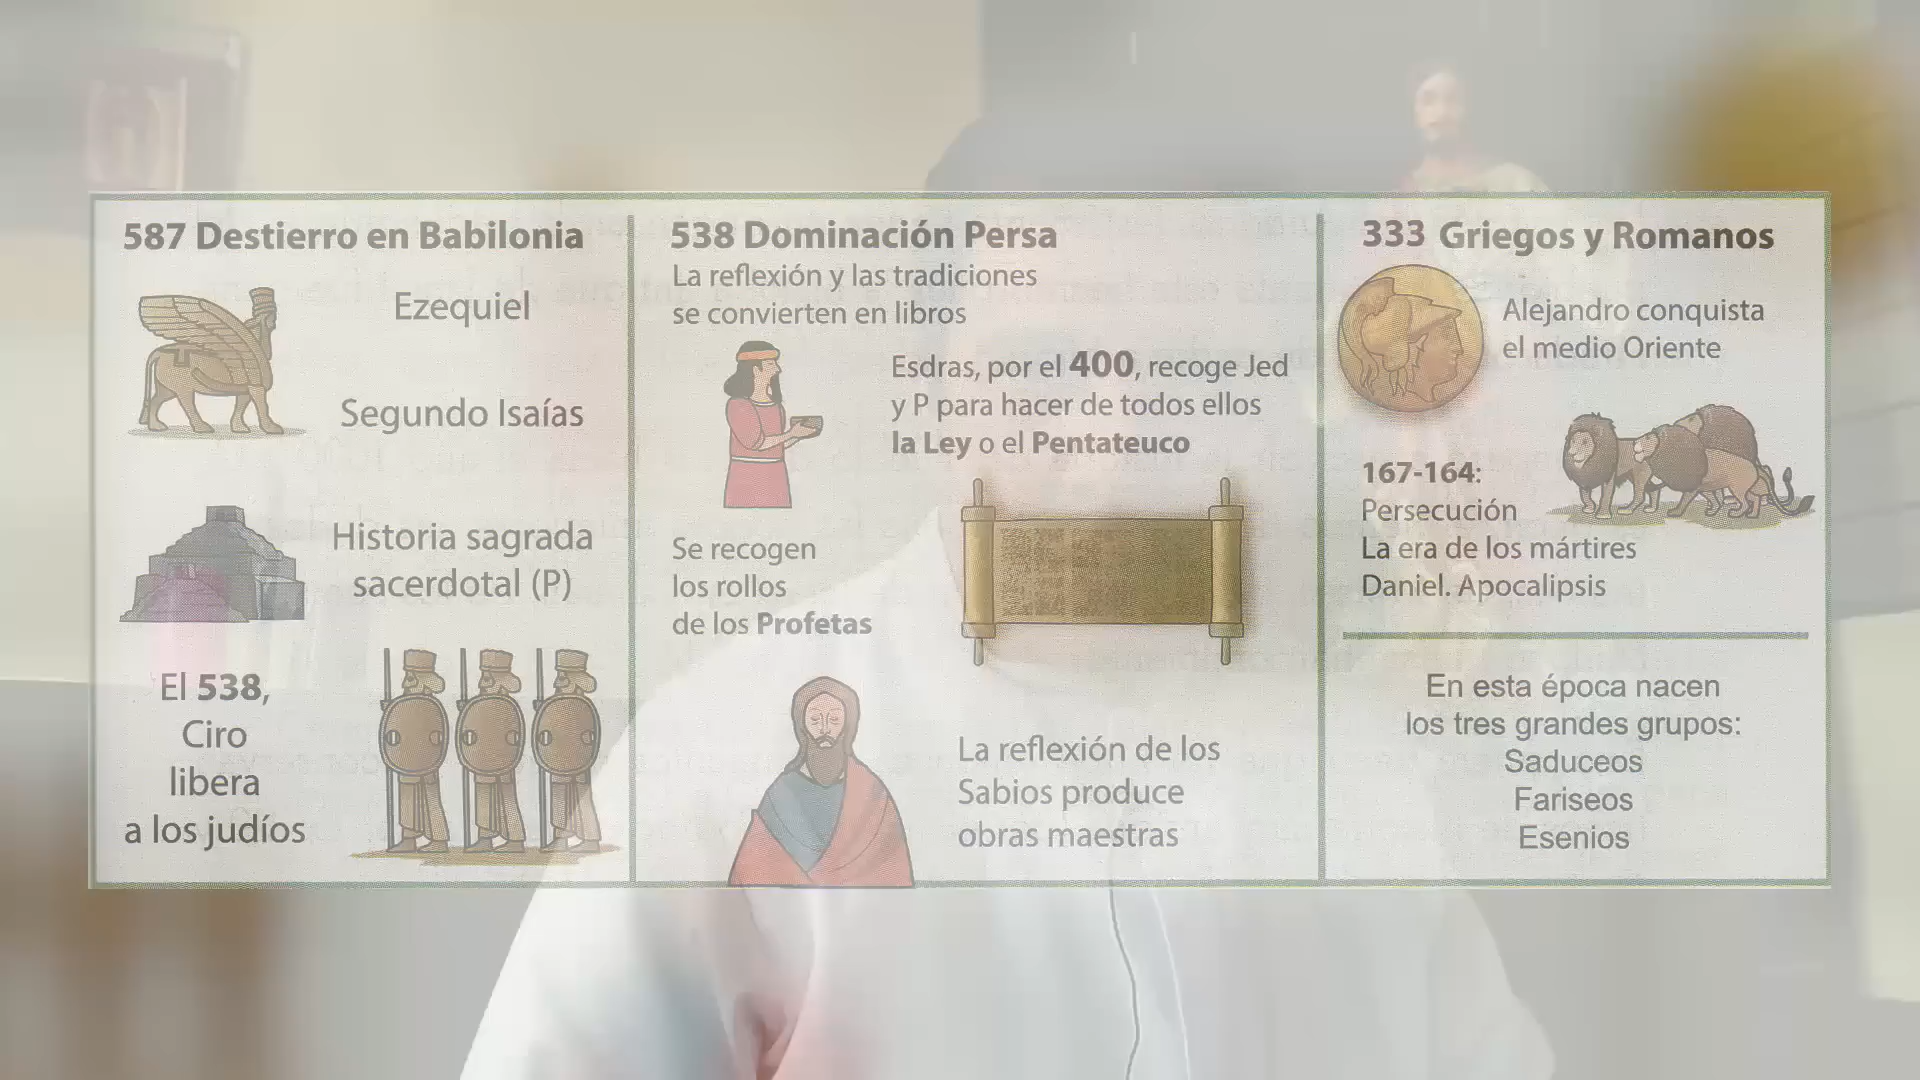 587 Destierro en Babilonia
Ezequiel
Segundo Isaías
Historia sagrada
sacerdotal (P)
El 538,
Ciro
libera
a los judíos
538 Dominación Persa
La reflexión y las tradiciones
se convierten en libros
Esdras, por el 400, recoge Jed
y P para hacer de todos ellos
la Ley o el Pentateuco
Se recogen
los rollos
de los Profetas
La reflexión de los
Sabios produce
obras maestras
333 Griegos y Romanos
Alejandro conquista
el medio Oriente
167-164:
Persecución
La era de los mártires
Daniel. Apocalipsis
En esta época nacen
los tres grandes grupos:
Saduceos
Fariseos
Esenios